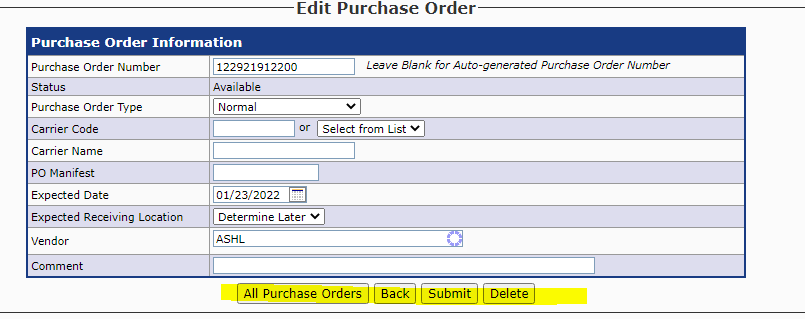 Edit Purchase Order
Purchase Order Information
Purchase Order Number 122921912200 Leave Blank for Auto-generated Purchase Order Number
Status Available
Purchase Order Type Normal
Carrier Code or Select from List
Carrier Name
PO Manifest
Expected Date 01/23/2022
Expected Receiving Location Determine Later
Vendor ASHL
Comment
All Purchase Orders Back Submit Delete